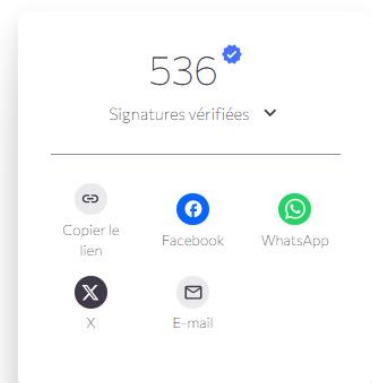 536
Signatures vérifiées
Copier le
lien
Facebook
WhatsApp
X
E-mail